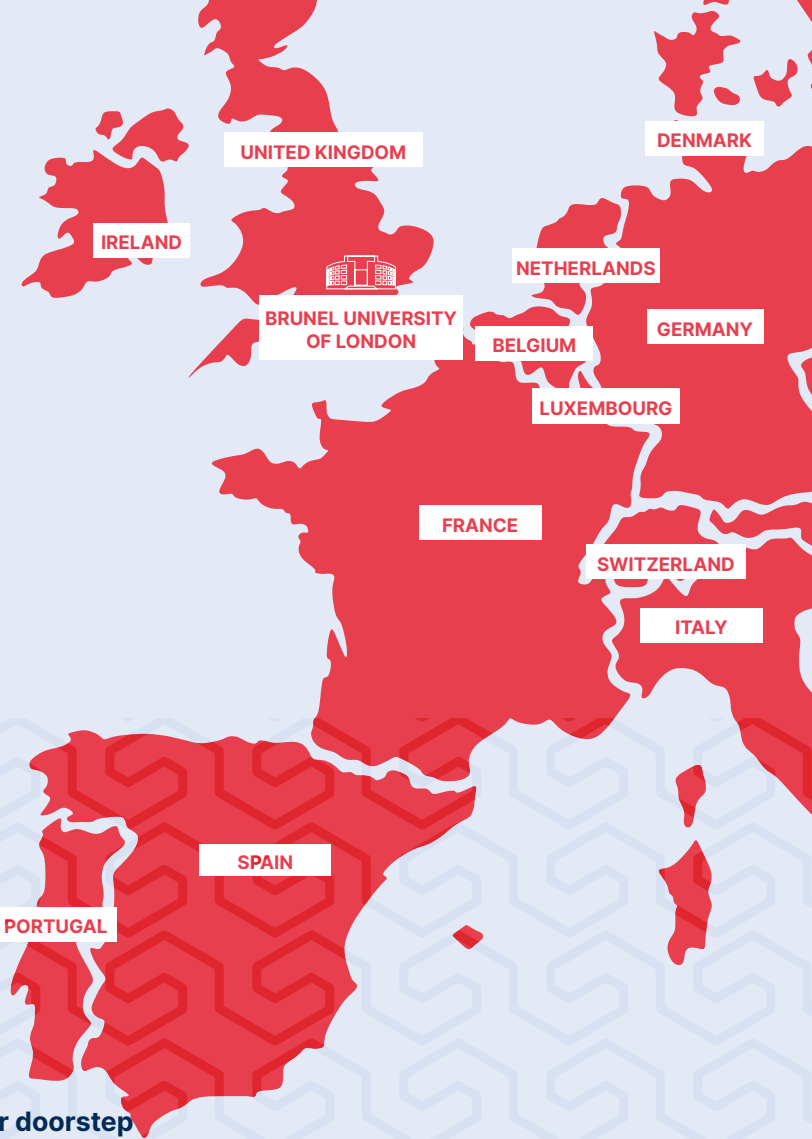 UNITED KINGDOM
DENMARK
IRELAND
NETHERLANDS
BRUNEL UNIVERSITY
OF LONDON
GERMANY
BELGIUM
LUXEMBOURG
FRANCE
SWITZERLAND
ITALY
SPAIN
PORTUGAL
r doorstep